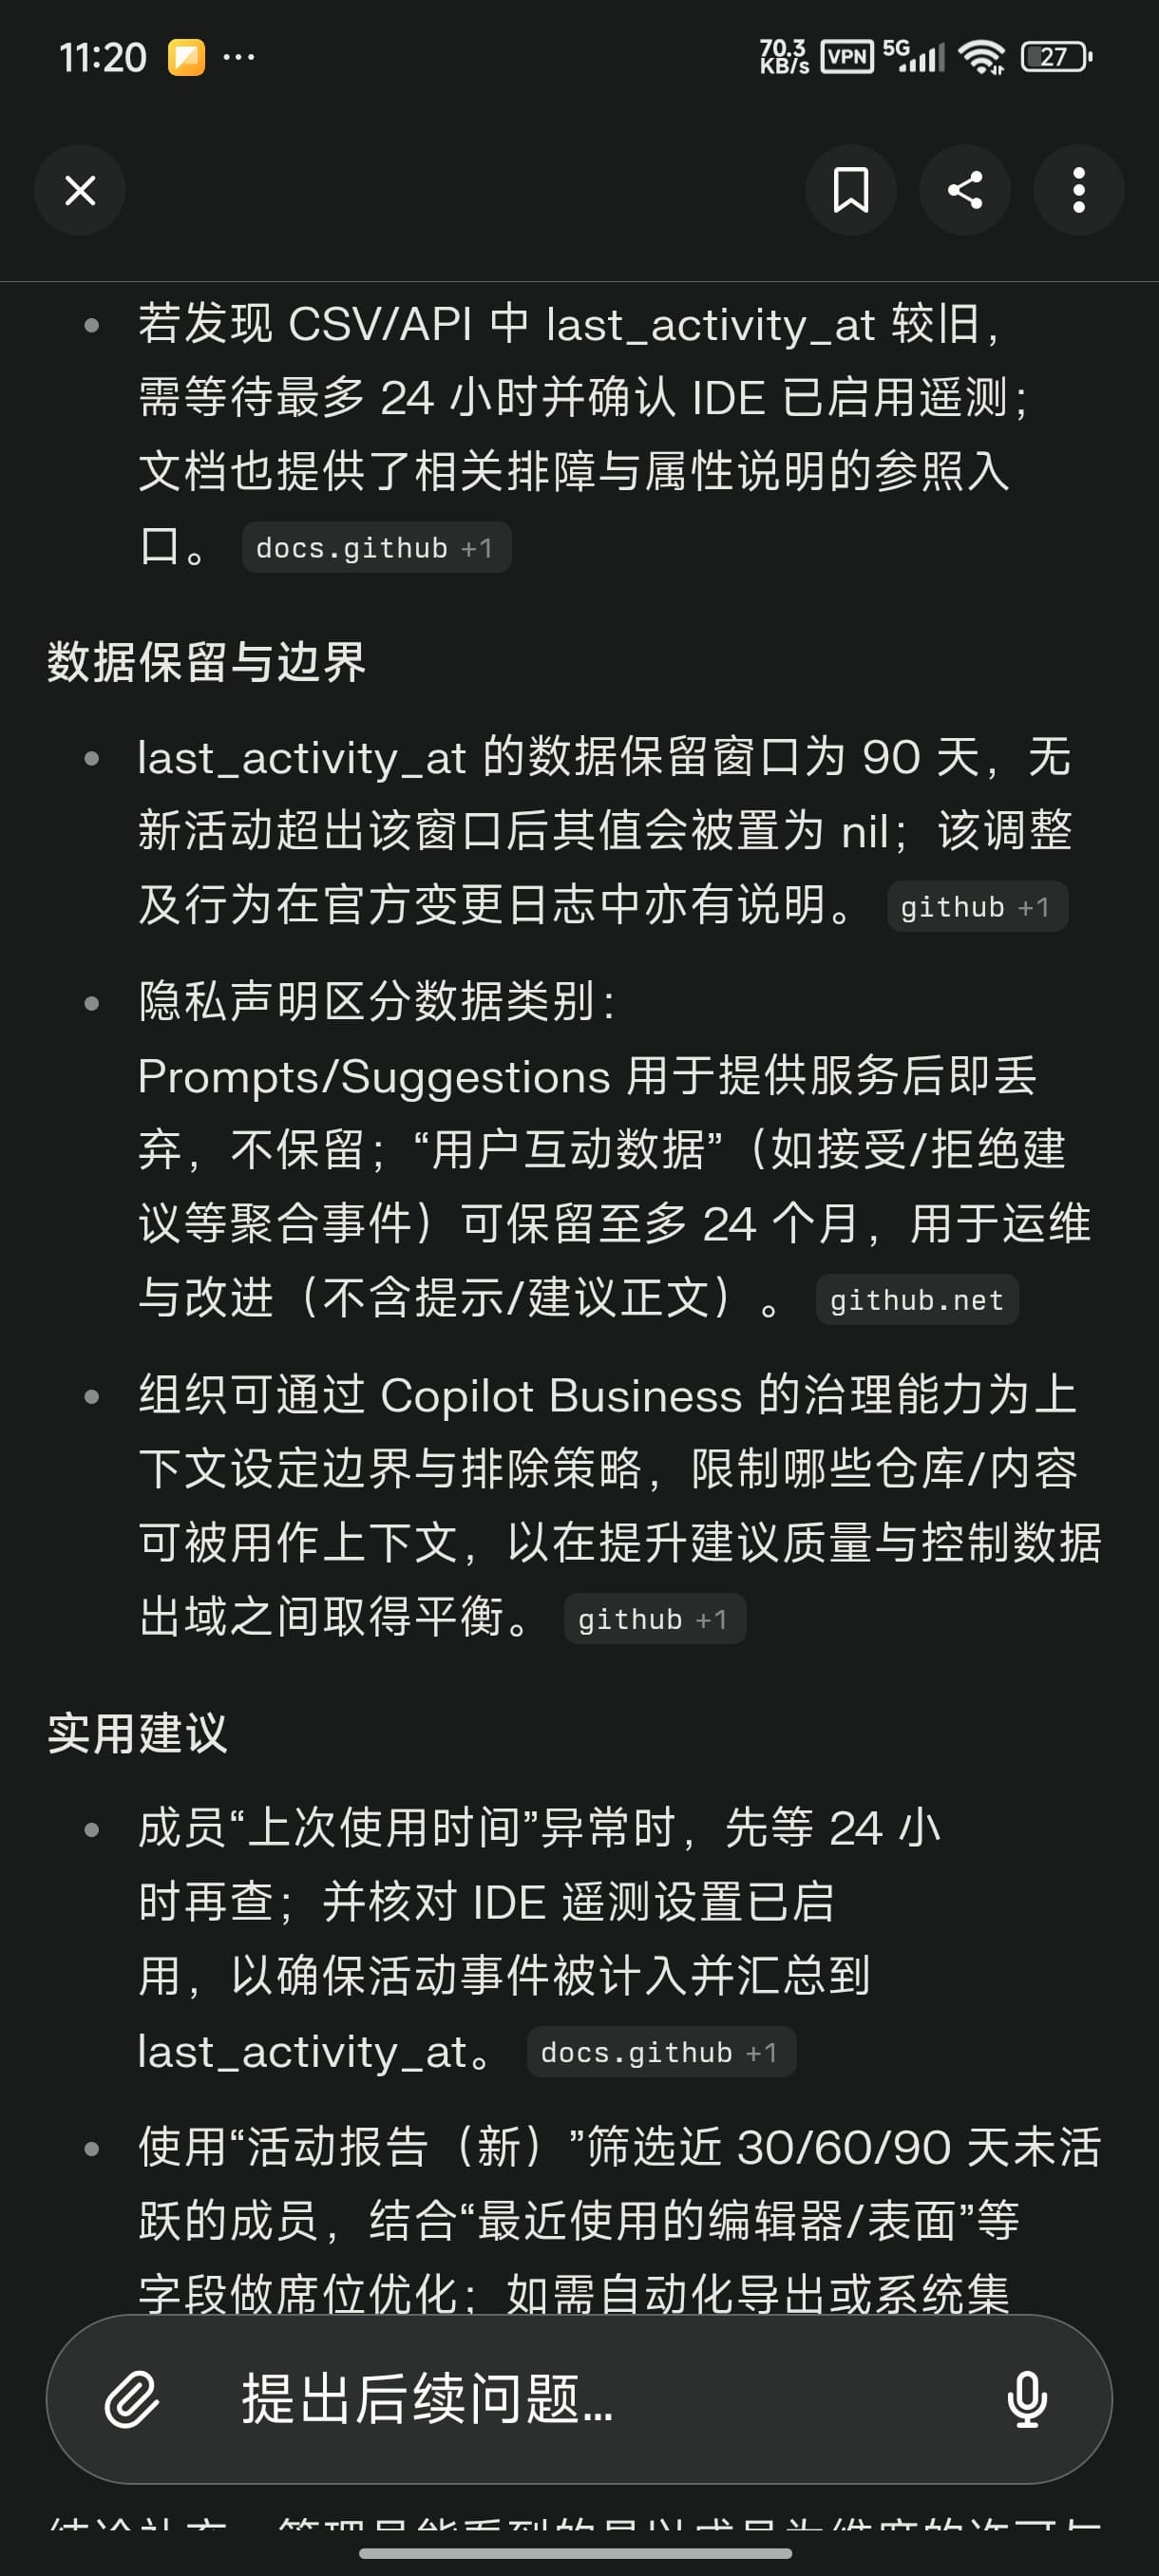 11:20
...
70.3
KB/s
VPN
5G
27
若发现 CSV/API 中 last_activity_at 较旧，
需等待最多 24 小时并确认 IDE 已启用遥测；
文档也提供了相关排障与属性说明的参照入
口。 docs.github +1
数据保留与边界
last_activity_at 的数据保留窗口为 90 天，无
新活动超出该窗口后其值会被置为 nil；该调整
及行为在官方变更日志中亦有说明。 github +1
隐私声明区分数据类别：
Prompts/Suggestions 用于提供服务后即丢
弃，不保留；“用户互动数据”（如接受/拒绝建
议等聚合事件）可保留至多 24 个月，用于运维
与改进（不含提示/建议正文）。 github.net
组织可通过 Copilot Business 的治理能力为上
下文设定边界与排除策略，限制哪些仓库/内容
可被用作上下文，以在提升建议质量与控制数据
出域之间取得平衡。 github +1
实用建议
成员“上次使用时间”异常时，先等 24 小
时再查；并核对 IDE 遥测设置已启
用，以确保活动事件被计入并汇总到
last_activity_at。 docs.github +1
使用“活动报告（新）”筛选近 30/60/90 天未活
跃的成员，结合“最近使用的编辑器/表面”等
字段做席位优化；如需自动化导出或系统集
提出后续问题...